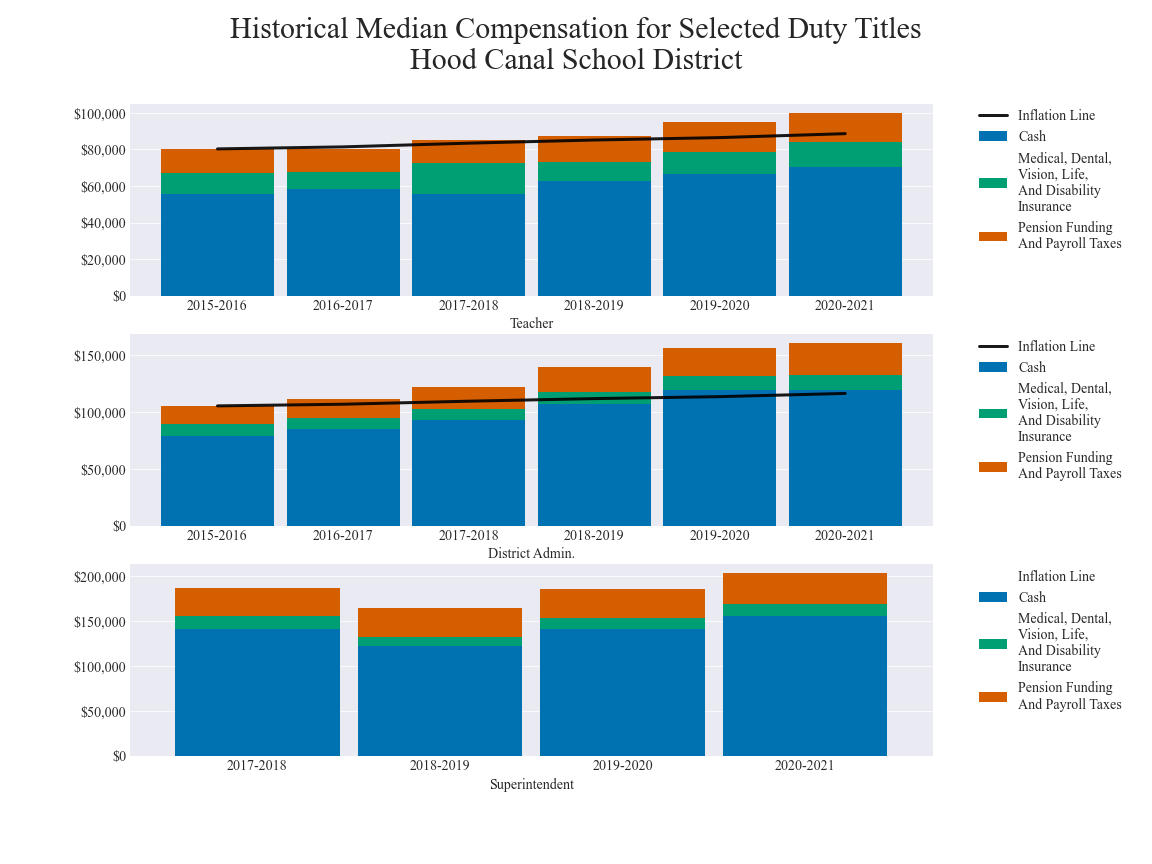 Historical Median Compensation for Selected Duty Titles
Hood Canal School District
$100,000
$80,000
$60,000
$40,000
$20,000
$0
2015-2016 2016-2017 2017-2018 2018-2019 2019-2020 2020-2021
Teacher
Inflation Line
Cash
Medical, Dental,
Vision, Life,
And Disability
Insurance
Pension Funding
And Payroll Taxes
$150,000
$100,000
$50,000
$0
2015-2016 2016-2017 2017-2018 2018-2019 2019-2020 2020-2021
District Admin.
Inflation Line
Cash
Medical, Dental,
Vision, Life,
And Disability
Insurance
Pension Funding
And Payroll Taxes
$200,000
$150,000
$100,000
$50,000
$0
2017-2018 2018-2019 2019-2020 2020-2021
Superintendent
Inflation Line
Cash
Medical, Dental,
Vision, Life,
And Disability
Insurance
Pension Funding
And Payroll Taxes